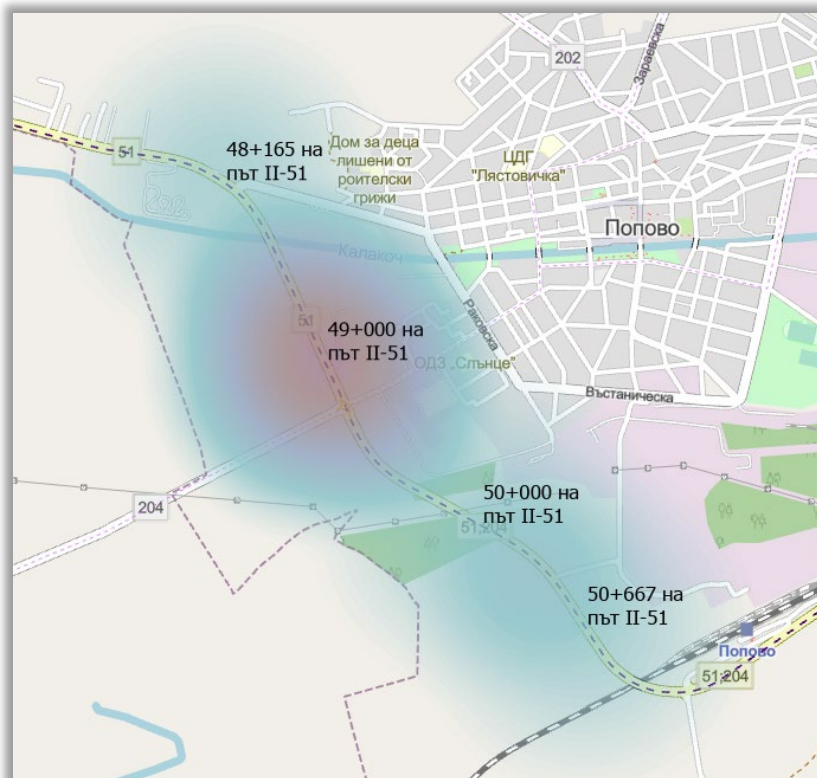 202
Зараевска
51
48+165 на
път II-51
Дом за деца
лишени от
роителски
грижи
ЦДГ
"Лястовичка"
Попово
Калакоч
51
49+000 на
път II-51
Раковска
ОДЗ „Слънце"
Въстаническа
204
50+000 на
път II-51
51;204
50+667 на
път II-51
Попово
51;204